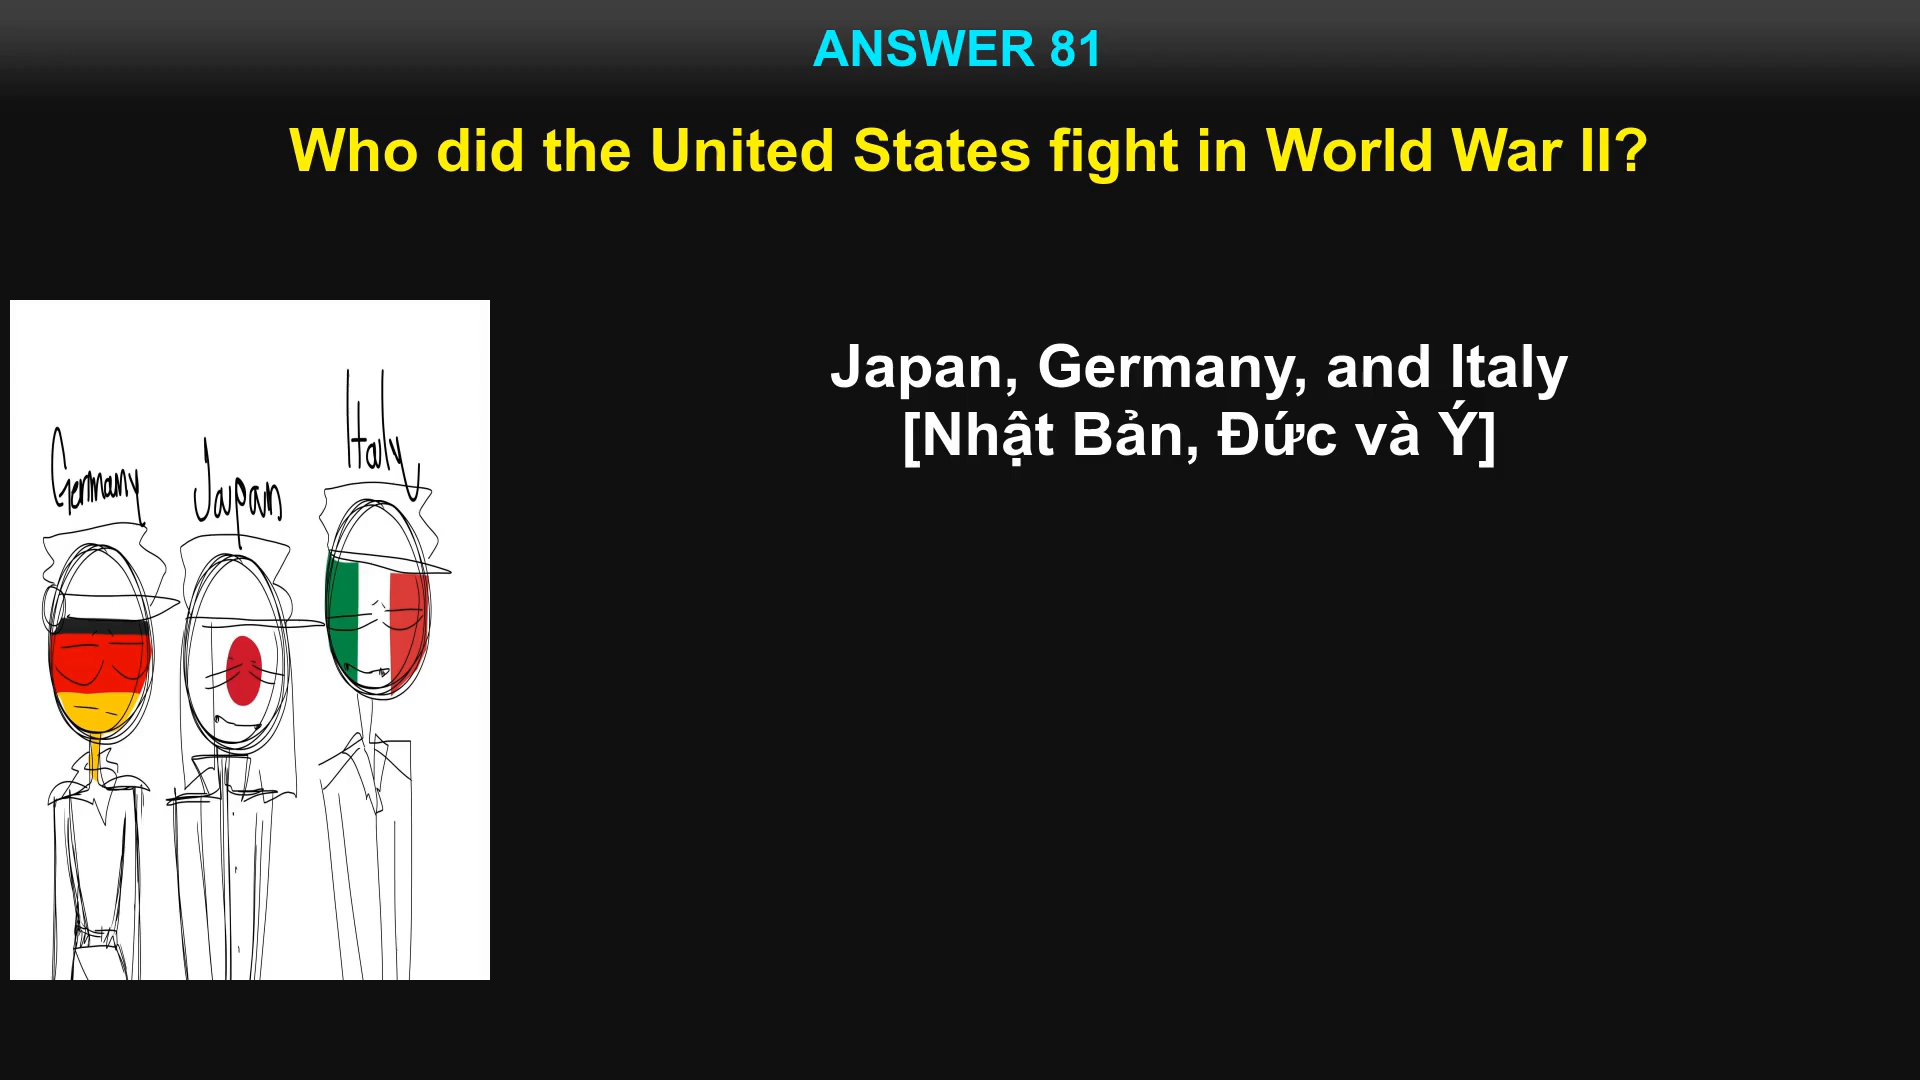 ANSWER 81
Who did the United States fight in World War II?
Japan, Germany, and Italy
[Nhật Bản, Đức và Ý]
Germany
Japan
Italy